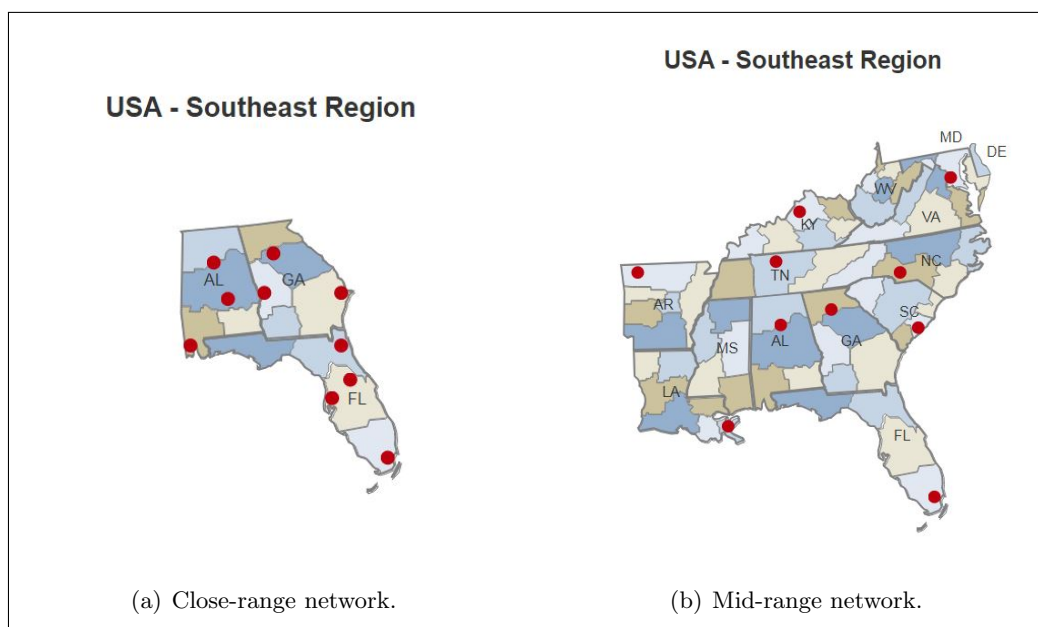 USA - Southeast Region
AL
GA
FL
(a) Close-range network.
USA - Southeast Region
MD
DE
WV
VA
KY
NC
TN
AR
SC
AL
GA
MS
LA
FL
(b) Mid-range network.